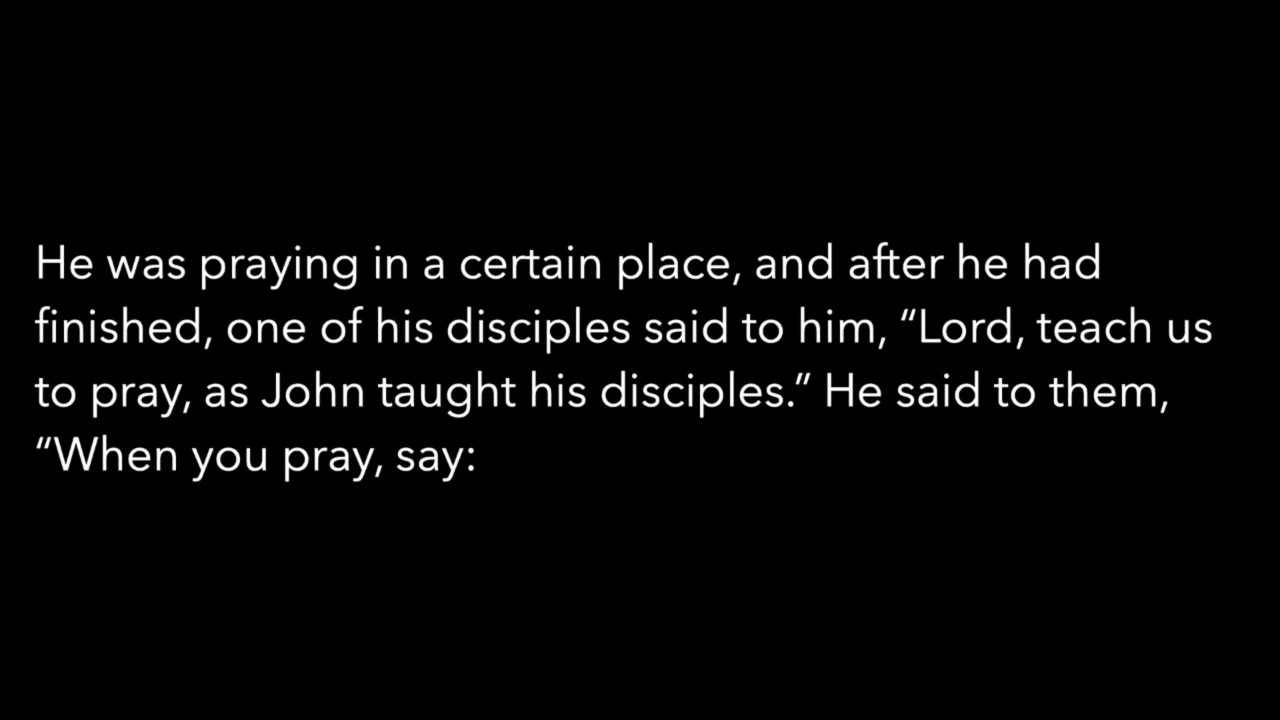 He was praying in a certain place, and after he had
finished, one of his disciples said to him, “Lord, teach us
to pray, as John taught his disciples.” He said to them,
“When you pray, say: